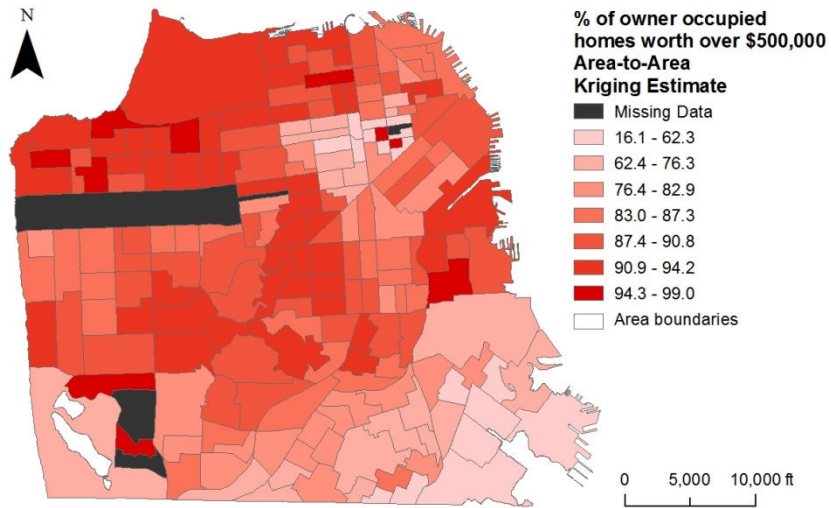 N
% of owner occupied
homes worth over $500,000
Area-to-Area
Kriging Estimate
Missing Data
16.1 - 62.3
62.4 - 76.3
76.4 - 82.9
83.0 - 87.3
87.4 - 90.8
90.9 - 94.2
94.3 - 99.0
Area boundaries
0 5,000 10,000 ft